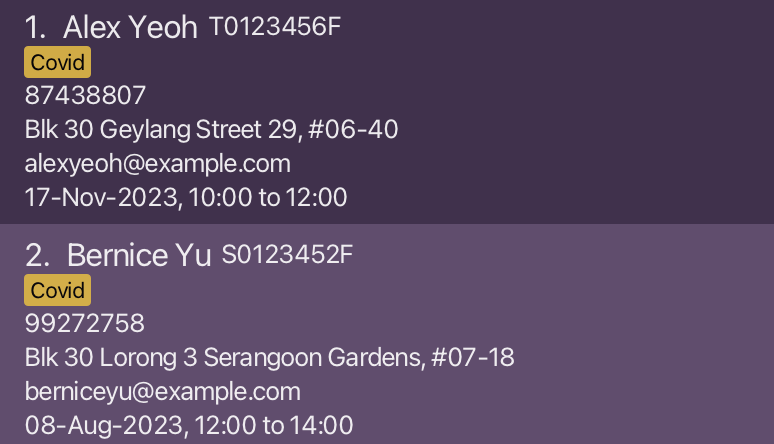 1. Alex Yeoh T0123456F
Covid
87438807
Blk 30 Geylang Street 29, #06-40
alexyeoh@example.com
17-Nov-2023, 10:00 to 12:00
2. Bernice Yu S0123452F
Covid
99272758
Blk 30 Lorong 3 Serangoon Gardens, #07-18
berniceyu@example.com
08-Aug-2023, 12:00 to 14:00